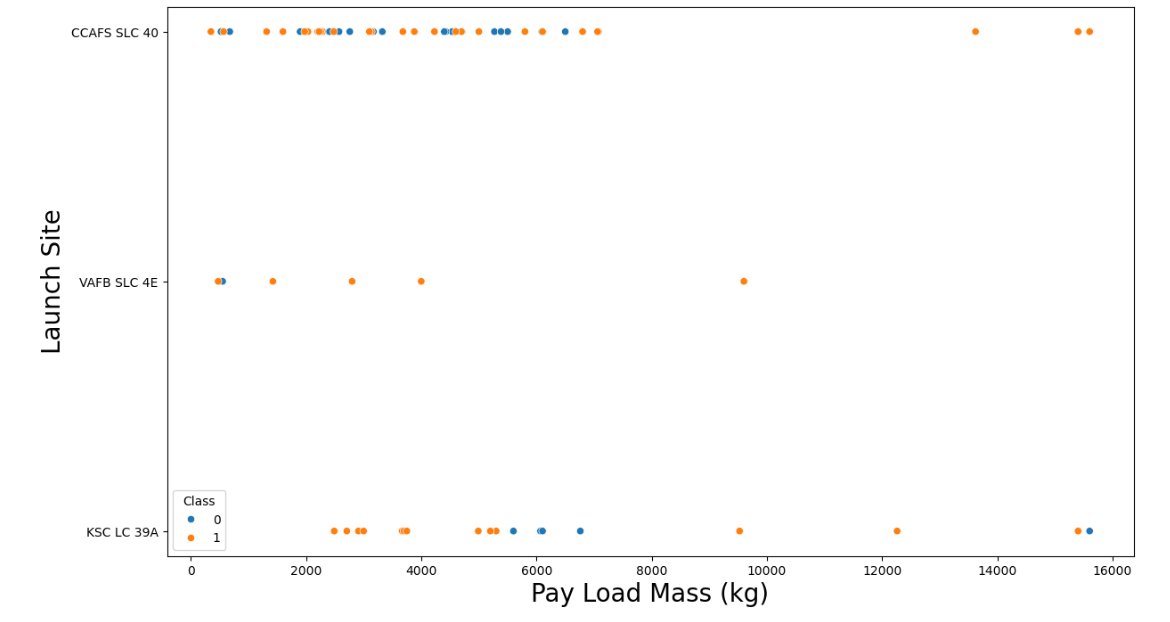 CCAFS SLC 40
VAFB SLC 4E
KSC LC 39A
Launch Site
Class
0
1
0 2000 4000 6000 8000 10000 12000 14000 16000
Pay Load Mass (kg)